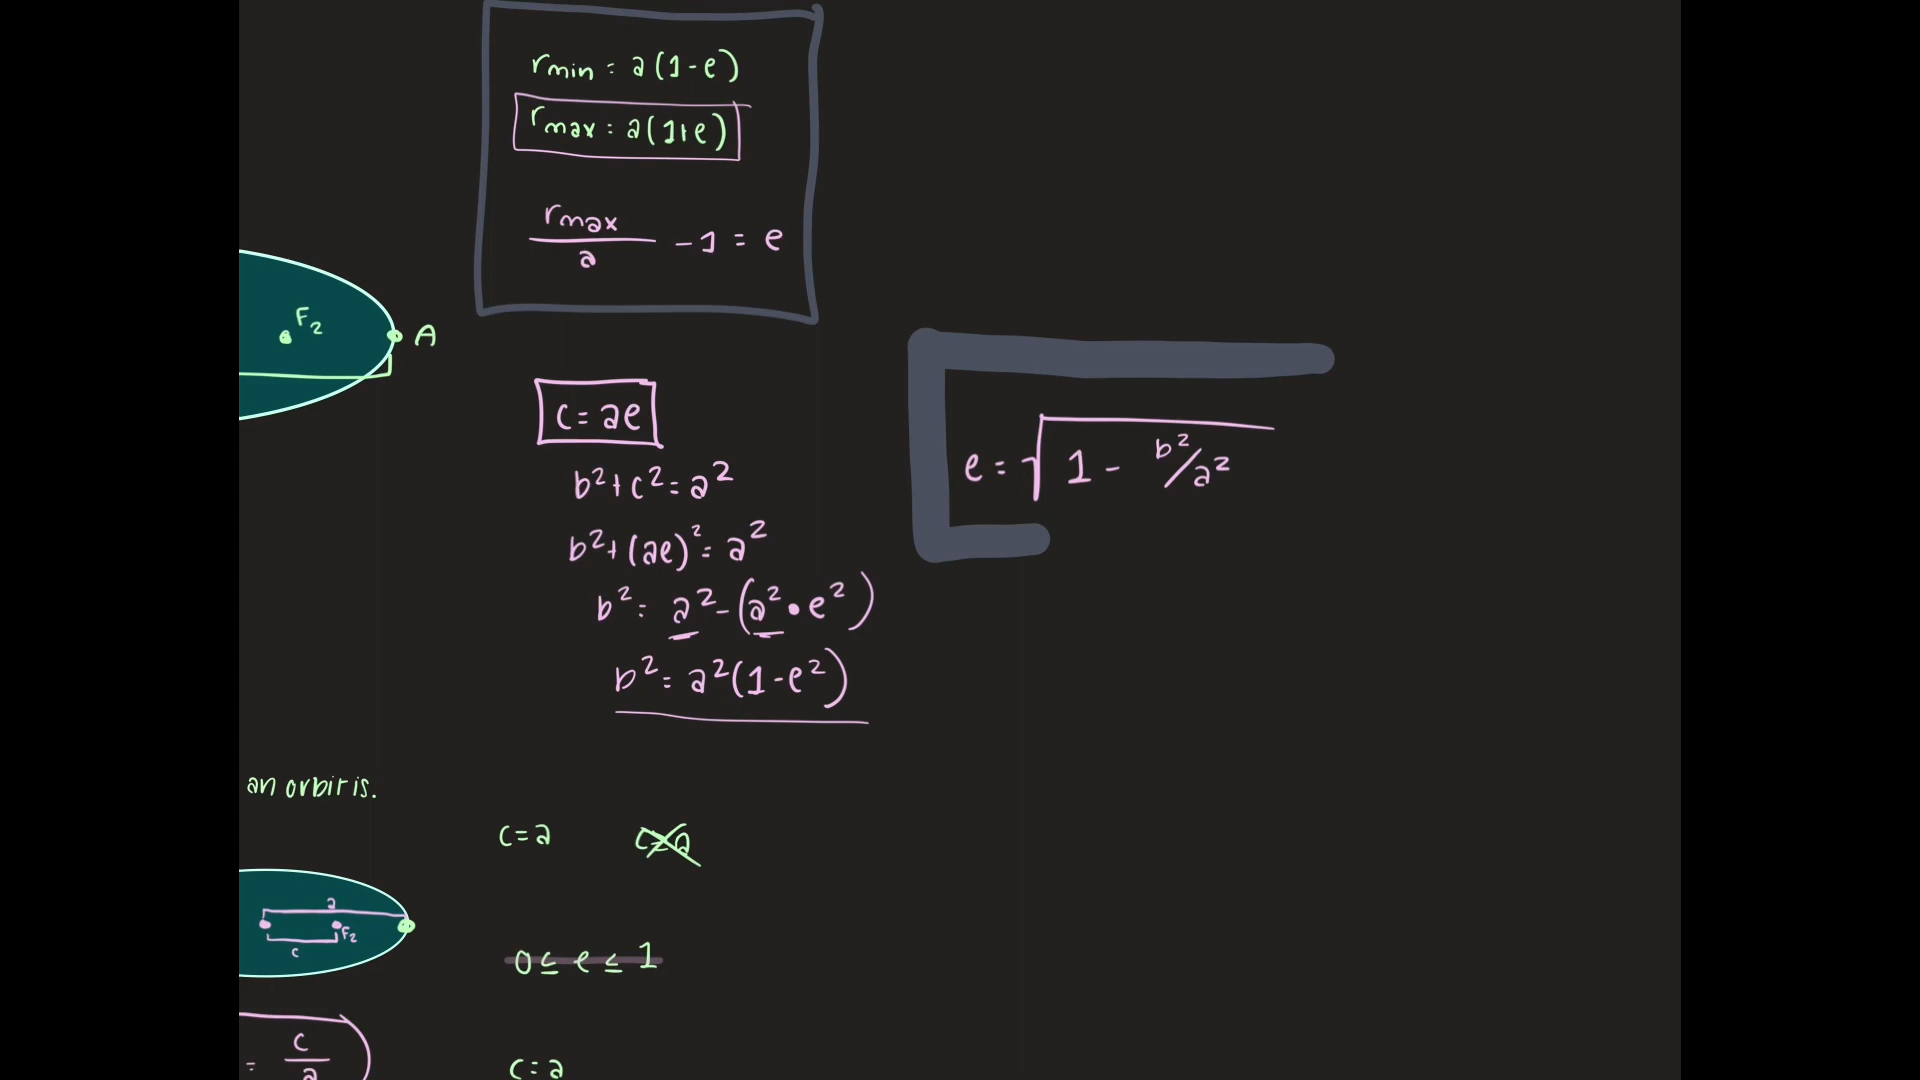 rmin = a(1-e)
rmax = a(1+e)
rmax/a - 1 = e
F2
A
c = ae
b² + c² = a²
b² + (ae)² = a²
b² = a² - (a² • e²)
b² = a²(1-e²)
e = √1 - b²/a²
an orbit is.
c = a
a
F2
c
0 ≤ e ≤ 1
= c/a
c = a